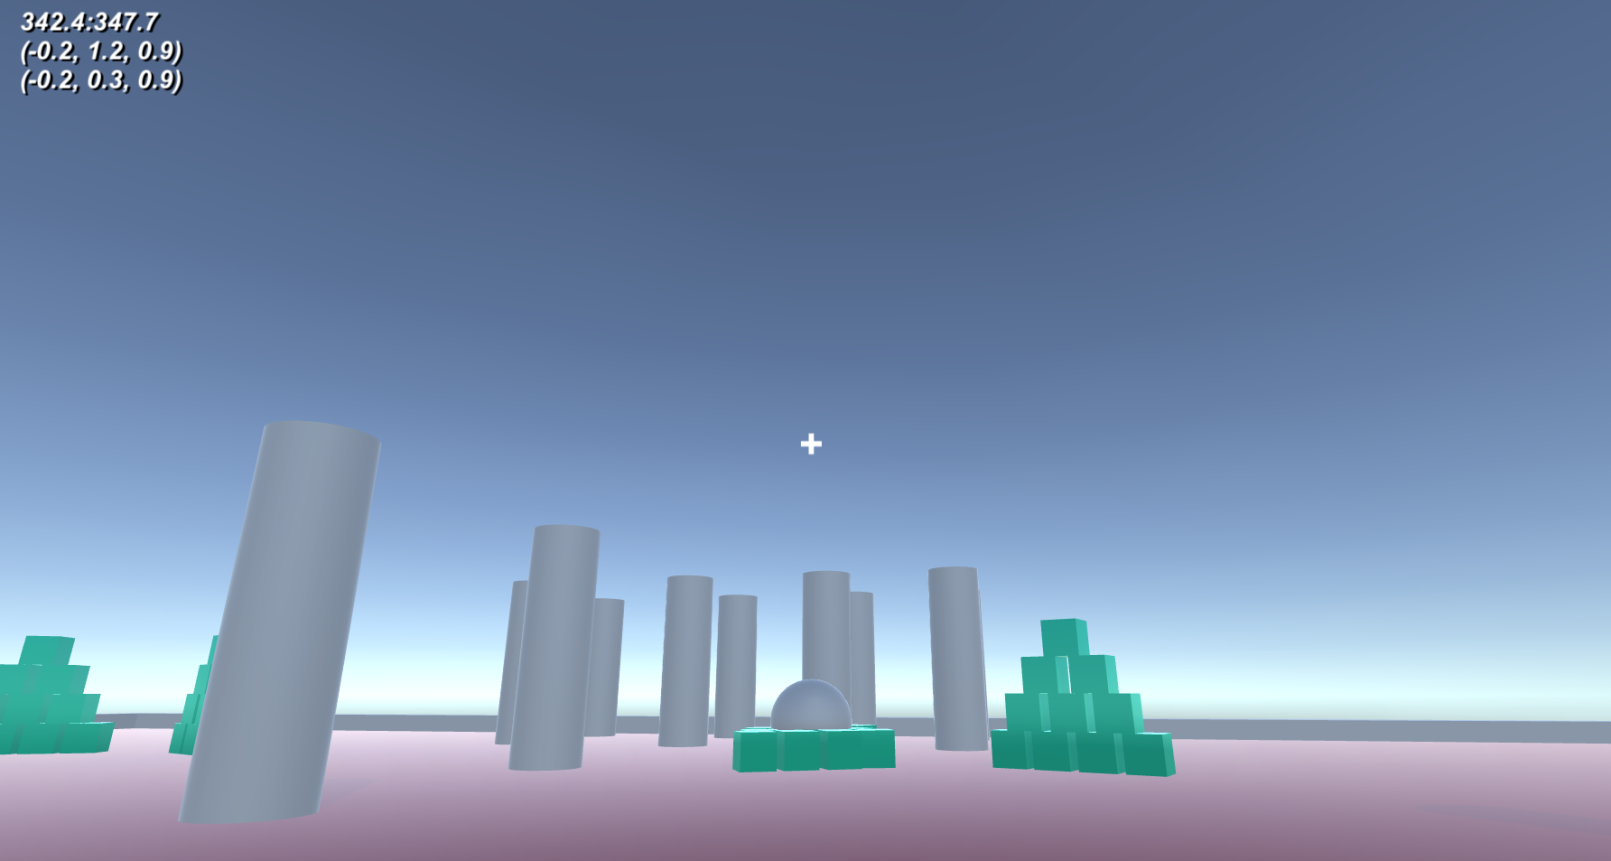 342.4:347.7
(-0.2, 1.2, 0.9)
(-0.2, 0.3, 0.9)